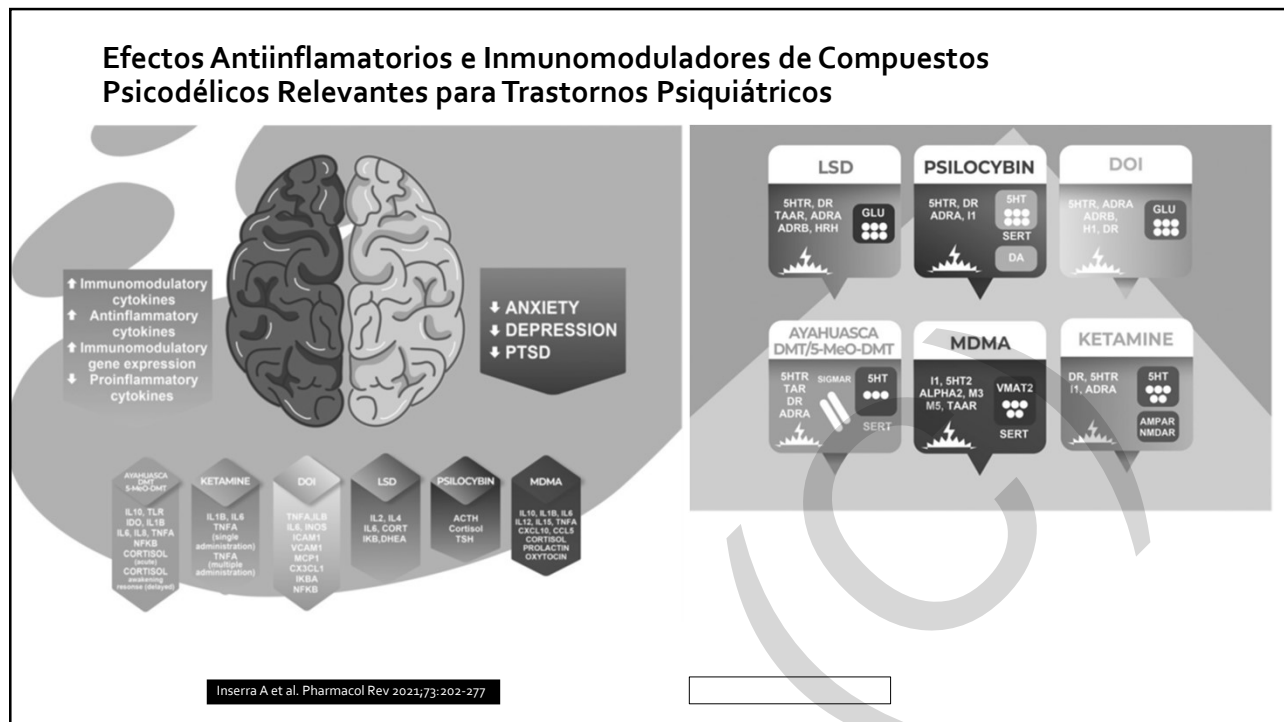 Efectos Antiinflamatorios e Inmunomoduladores de Compuestos
Psicodélicos Relevantes para Trastornos Psiquiátricos
Immunomodulatory
cytokines
Antinflammatory
cytokines
Immunomodulatory
gene expression
Proinflammatory
cytokines
ANXIETY
DEPRESSION
PTSD
AYAHUASCA
DMT
5-MeO-DMT
IL10, TLR
IDO, IL1B
IL6, IL8, TNFA
NFKB
CORTISOL
(acute)
CORTISOL
awakening
(delayed)
KETAMINE
IL1B, IL6
TNFA
(single
administration)
TNFA
(multiple
administration)
DOI
IL6, INOS
ICAM1
VCAM1
MCP1
CX3CL1
IKBA
NFKB
LSD
IL2, IL4
IL6, CORT
IKB,DHEA
PSILOCYBIN
ACTH
Cortisol
TSH
MDMA
IL10, IL1B, IL6
IL12, IL15, TNFA
CXCL10, CCL5
CORTISOL
PROLACTIN
OXYTOCIN
LSD
5HTR, DR
TAAR, ADRA
ADRB, HRH
GLU
PSILOCYBIN
5HTR, DR
ADRA, I1
5HT
SERT
DA
DOI
5HTR, ADRA
ADRB,
H1, DR
GLU
AYAHUASCA
DMT/5-MeO-DMT
5HTR
TAR
DR
ADRA
SIGMAR
5HT
SERT
MDMA
I1, 5HT2
ALPHA2, M3
M5, TAAR
VMAT2
SERT
KETAMINE
DR, 5HTR
I1, ADRA
5HT
AMPAR
NMDAR
Inserra A et al. Pharmacol Rev 2021;73:202-277
(C)